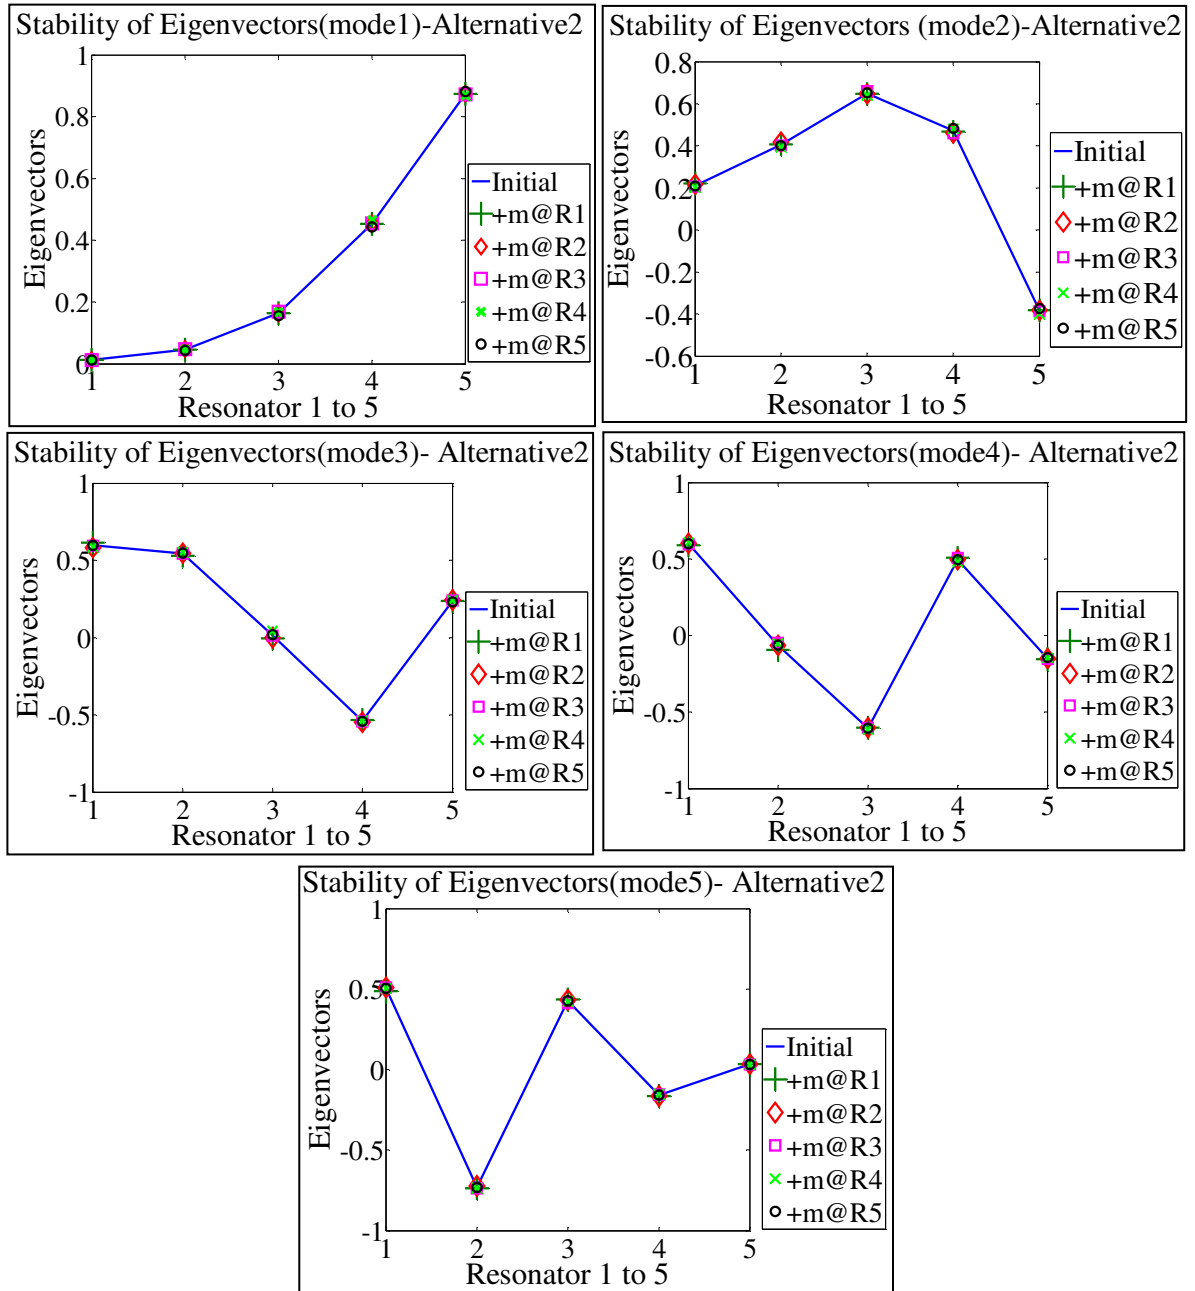 Stability of Eigenvectors(mode1)-Alternative2
1
0.8
0.6
0.4
0.2
0
Eigenvectors
1 2 3 4 5
Resonator 1 to 5
Initial
+m@R1
+m@R2
+m@R3
+m@R4
+m@R5
Stability of Eigenvectors (mode2)-Alternative2
0.8
0.6
0.4
0.2
0
-0.2
-0.4
-0.6
Eigenvectors
1 2 3 4 5
Resonator 1 to 5
Initial
+m@R1
+m@R2
+m@R3
+m@R4
+m@R5
Stability of Eigenvectors(mode3)- Alternative2
1
0.5
0
-0.5
-1
Eigenvectors
1 2 3 4 5
Resonator 1 to 5
Initial
+m@R1
+m@R2
+m@R3
+m@R4
+m@R5
Stability of Eigenvectors(mode4)- Alternative2
1
0.5
0
-0.5
-1
Eigenvectors
1 2 3 4 5
Resonator 1 to 5
Initial
+m@R1
+m@R2
+m@R3
+m@R4
+m@R5
Stability of Eigenvectors(mode5)- Alternative2
1
0.5
0
-0.5
-1
Eigenvectors
1 2 3 4 5
Resonator 1 to 5
Initial
+m@R1
+m@R2
+m@R3
+m@R4
+m@R5